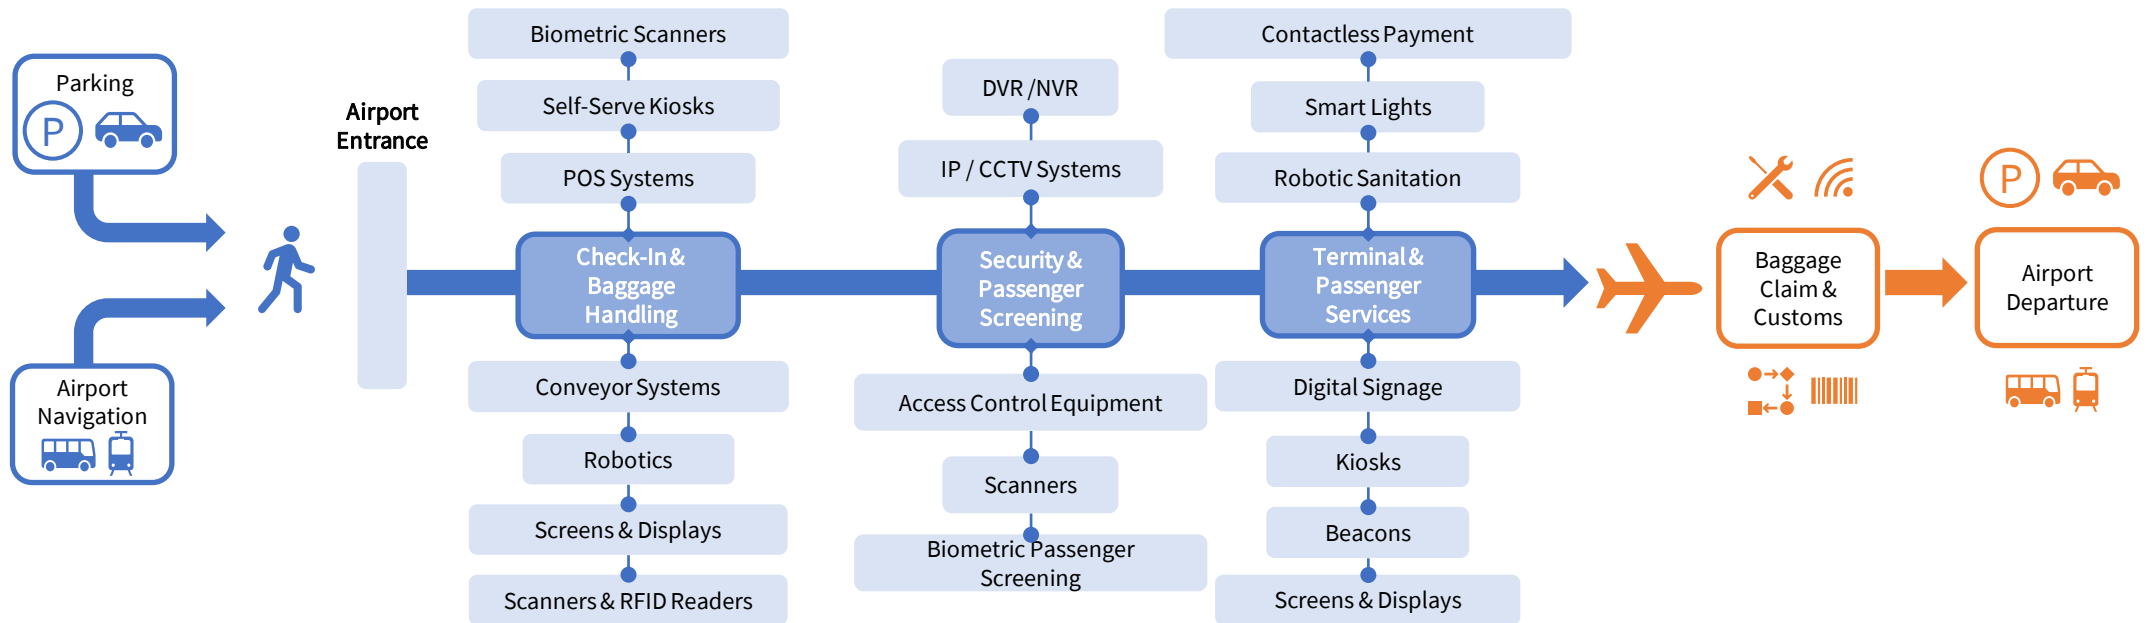 Parking
P
Airport
Navigation
Airport
Entrance
Biometric Scanners
Self-Serve Kiosks
POS Systems
Check-In &
Baggage
Handling
Conveyor Systems
Robotics
Screens & Displays
Scanners & RFID Readers
DVR /NVR
IP / CCTV Systems
Security &
Passenger
Screening
Access Control Equipment
Scanners
Biometric Passenger
Screening
Contactless Payment
Smart Lights
Robotic Sanitation
Terminal &
Passenger
Services
Digital Signage
Kiosks
Beacons
Screens & Displays
Baggage
Claim &
Customs
P
Airport
Departure